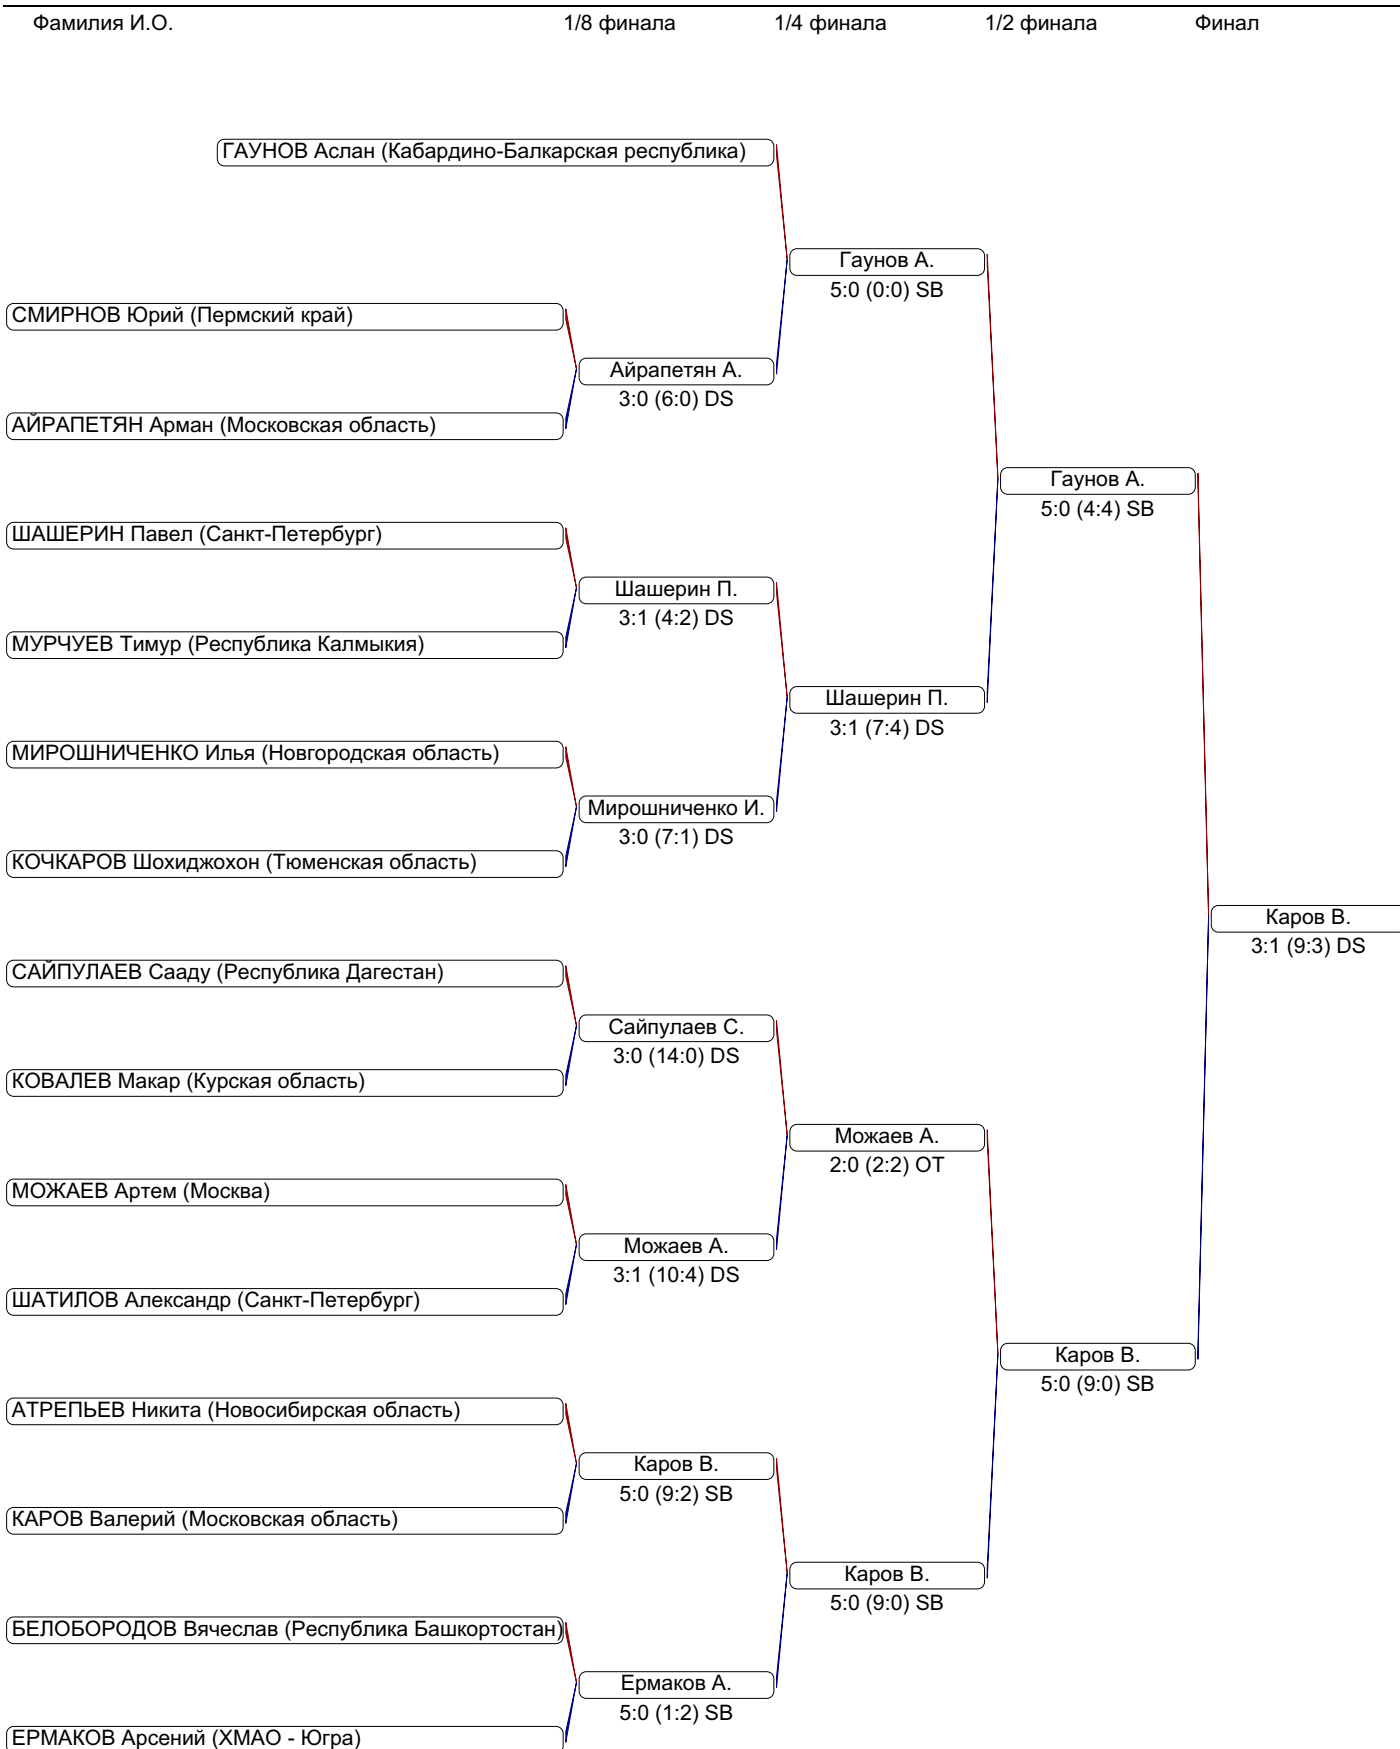 Фамилия И.О. 1/8 финала 1/4 финала 1/2 финала Финал
ГАУНОВ Аслан (Кабардино-Балкарская республика)
Гаунов А.
5:0 (0:0) SB
СМИРНОВ Юрий (Пермский край)
Айрапетян А.
3:0 (6:0) DS
АЙРАПЕТЯН Арман (Московская область)
Гаунов А.
5:0 (4:4) SB
ШАШЕРИН Павел (Санкт-Петербург)
Шашерин П.
3:1 (4:2) DS
МУРЧУЕВ Тимур (Республика Калмыкия)
Шашерин П.
3:1 (7:4) DS
МИРОШНИЧЕНКО Илья (Новгородская область)
Мирошниченко И.
3:0 (7:1) DS
КОЧКАРОВ Шохиджохон (Тюменская область)
Каров В.
3:1 (9:3) DS
САЙПУЛАЕВ Сааду (Республика Дагестан)
Сайпулаев С.
3:0 (14:0) DS
КОВАЛЕВ Макар (Курская область)
Можаев А.
2:0 (2:2) OT
МОЖАЕВ Артем (Москва)
Можаев А.
3:1 (10:4) DS
ШАТИЛОВ Александр (Санкт-Петербург)
Каров В.
5:0 (9:0) SB
АТРЕПЬЕВ Никита (Новосибирская область)
Каров В.
5:0 (9:2) SB
КАРОВ Валерий (Московская область)
Каров В.
5:0 (9:0) SB
БЕЛОБОРОДОВ Вячеслав (Республика Башкортостан)
Ермаков А.
5:0 (1:2) SB
ЕРМАКОВ Арсений (ХМАО - Югра)